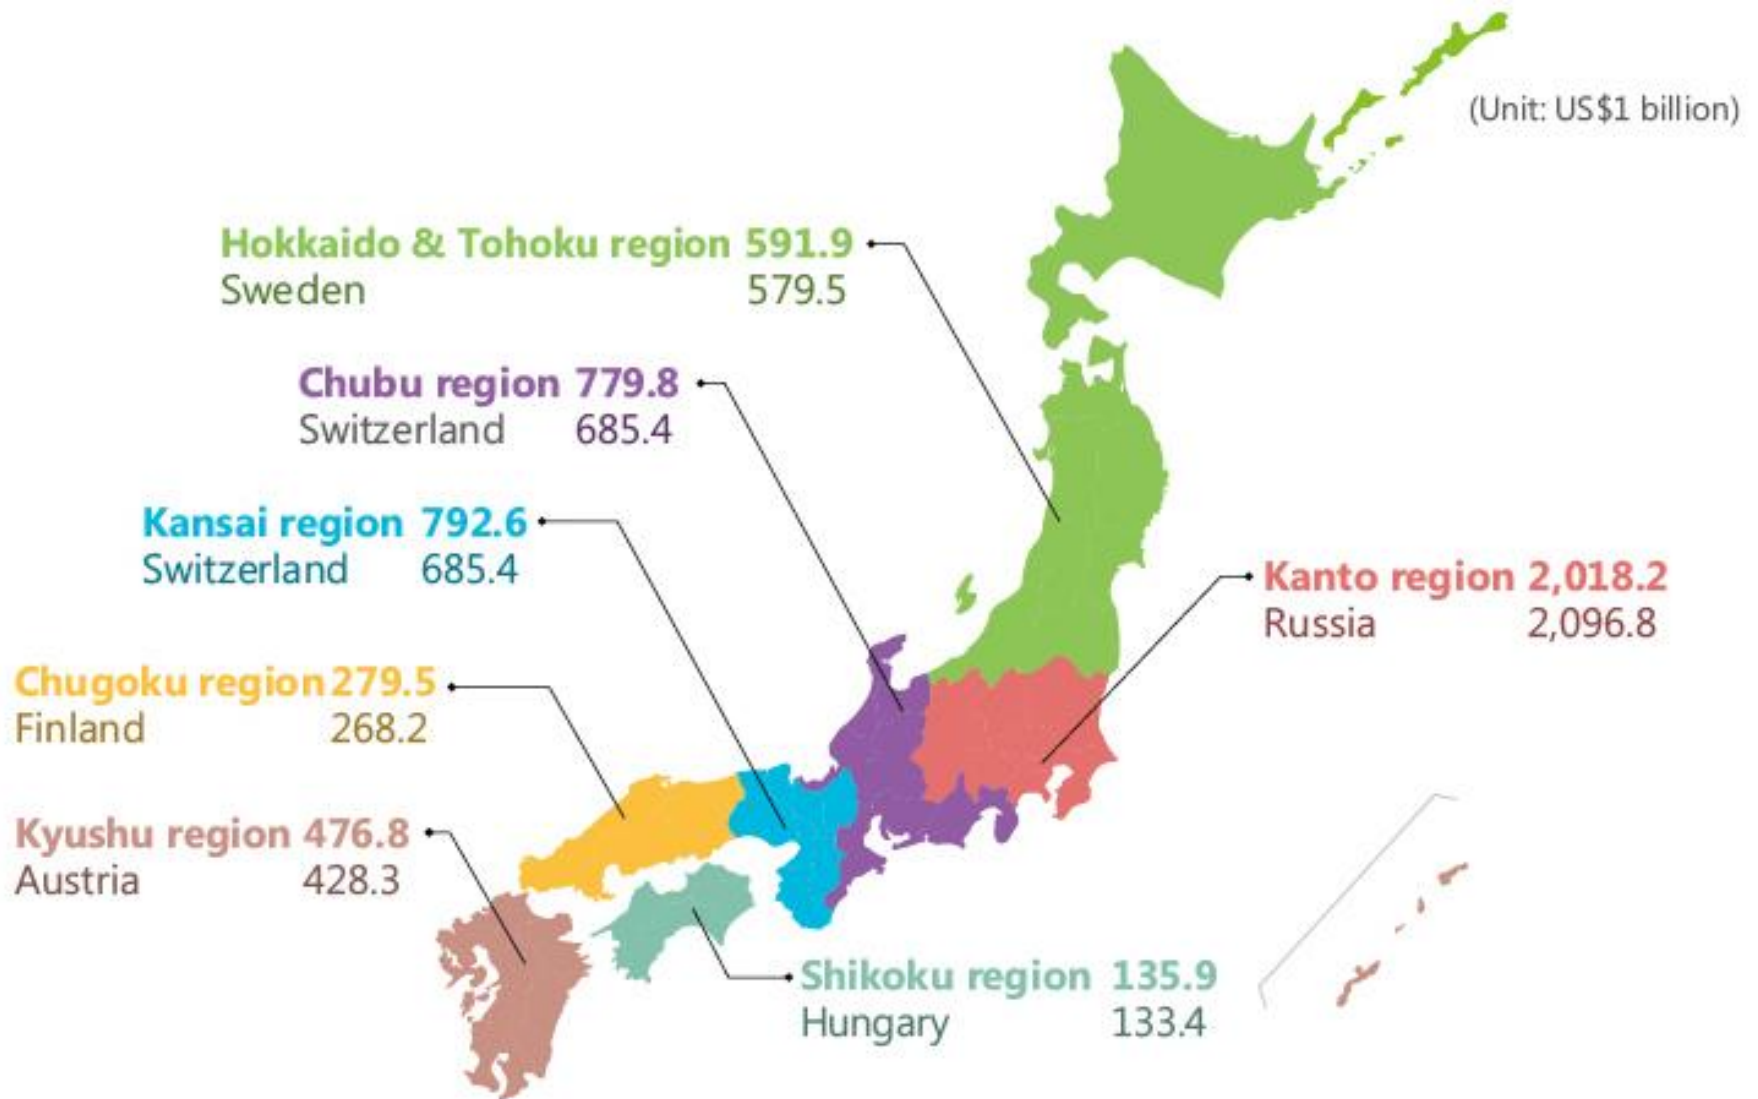 (Unit: US$1 billion)
Hokkaido & Tohoku region 591.9
Sweden 579.5
Chubu region 779.8
Switzerland 685.4
Kansai region 792.6
Switzerland 685.4
Kanto region 2,018.2
Russia 2,096.8
Chugoku region 279.5
Finland 268.2
Kyushu region 476.8
Austria 428.3
Shikoku region 135.9
Hungary 133.4